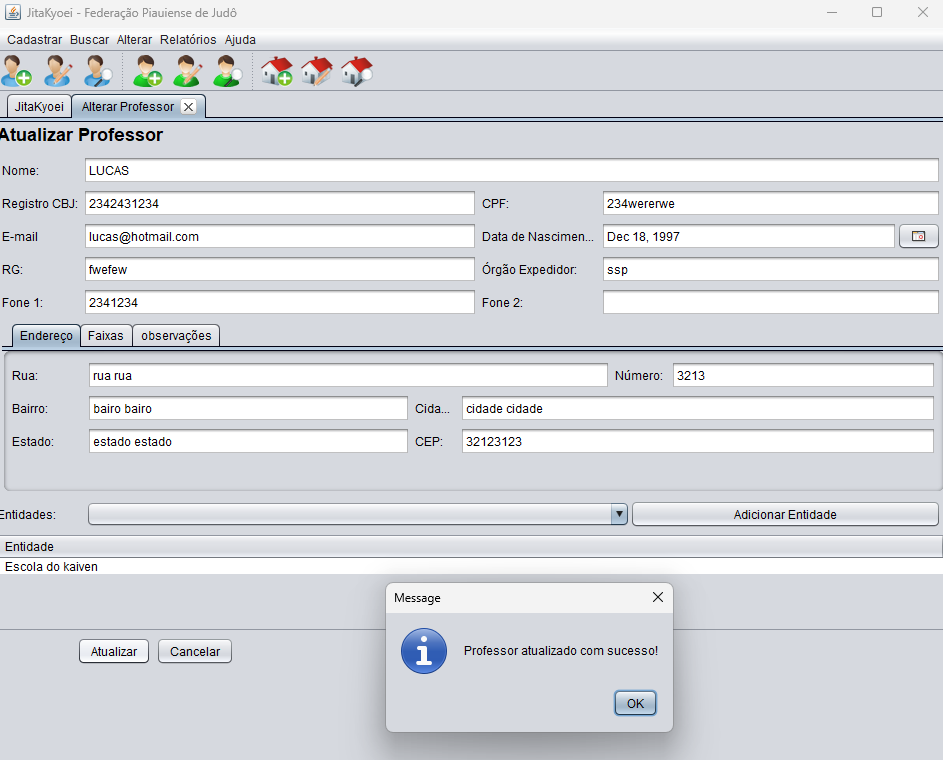 JitaKyoei - Federação Piauiense de Judô
Cadastrar Buscar Alterar Relatórios Ajuda
JitaKyoei Alterar Professor
Atualizar Professor
Nome: LUCAS
Registro CBJ: 2342431234 CPF: 234wererwe
E-mail lucas@hotmail.com Data de Nascimen... Dec 18, 1997
RG: fwefew Órgão Expedidor: ssp
Fone 1: 2341234 Fone 2:
Endereço Faixas observações
Rua: rua rua Número: 3213
Bairro: bairo bairo Cida... cidade cidade
Estado: estado estado CEP: 32123123
Entidades: Adicionar Entidade
Entidade
Escola do kaiven
Message
Professor atualizado com sucesso!
Atualizar Cancelar
OK